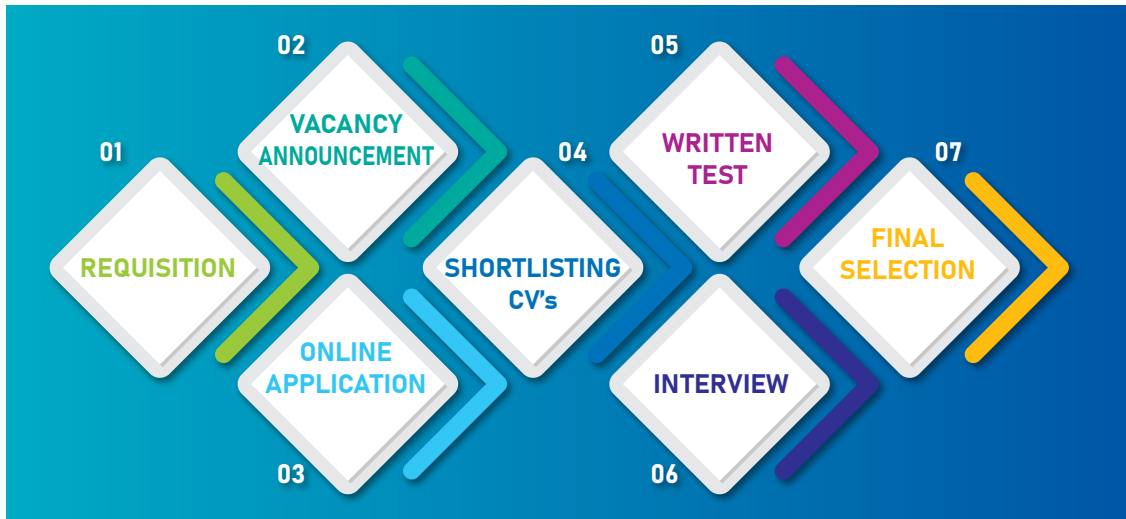 01
REQUISITION
02
VACANCY
ANNOUNCEMENT
03
ONLINE
APPLICATION
04
SHORTLISTING
CV's
05
WRITTEN
TEST
06
INTERVIEW
07
FINAL
SELECTION